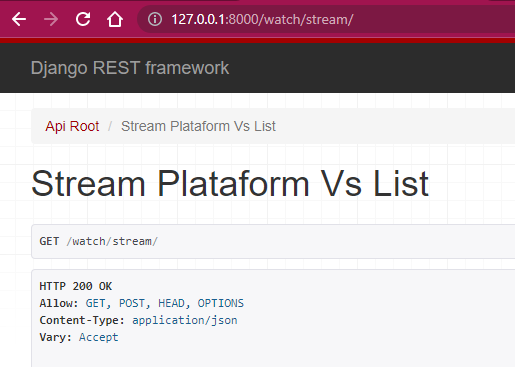 127.0.0.1:8000/watch/stream/
Django REST framework
Api Root / Stream Plataform Vs List
Stream Plataform Vs List
GET /watch/stream/
HTTP 200 OK
Allow: GET, POST, HEAD, OPTIONS
Content-Type: application/json
Vary: Accept